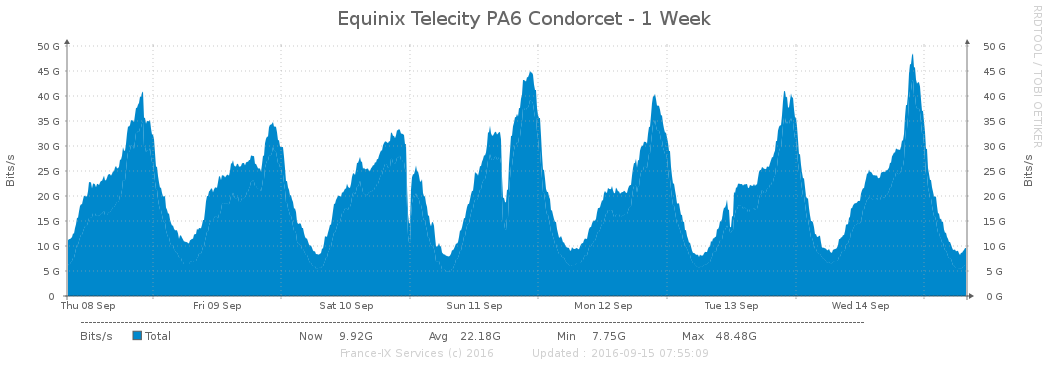 Equinix Telecity PA6 Condorcet - 1 Week
RRDTOOL / TOBI OETIKER
Bits/s
50 G 50 G
45 G 45 G
40 G 40 G
35 G 35 G
30 G 30 G
25 G 25 G
20 G 20 G
15 G 15 G
10 G 10 G
5 G 5 G
0 0 G
Bits/s
Thu 08 Sep Fri 09 Sep Sat 10 Sep Sun 11 Sep Mon 12 Sep Tue 13 Sep Wed 14 Sep
Bits/s Total Now 9.92G Avg 22.18G Min 7.75G Max 48.48G
France-IX Services (c) 2016 Updated : 2016-09-15 07:55:09